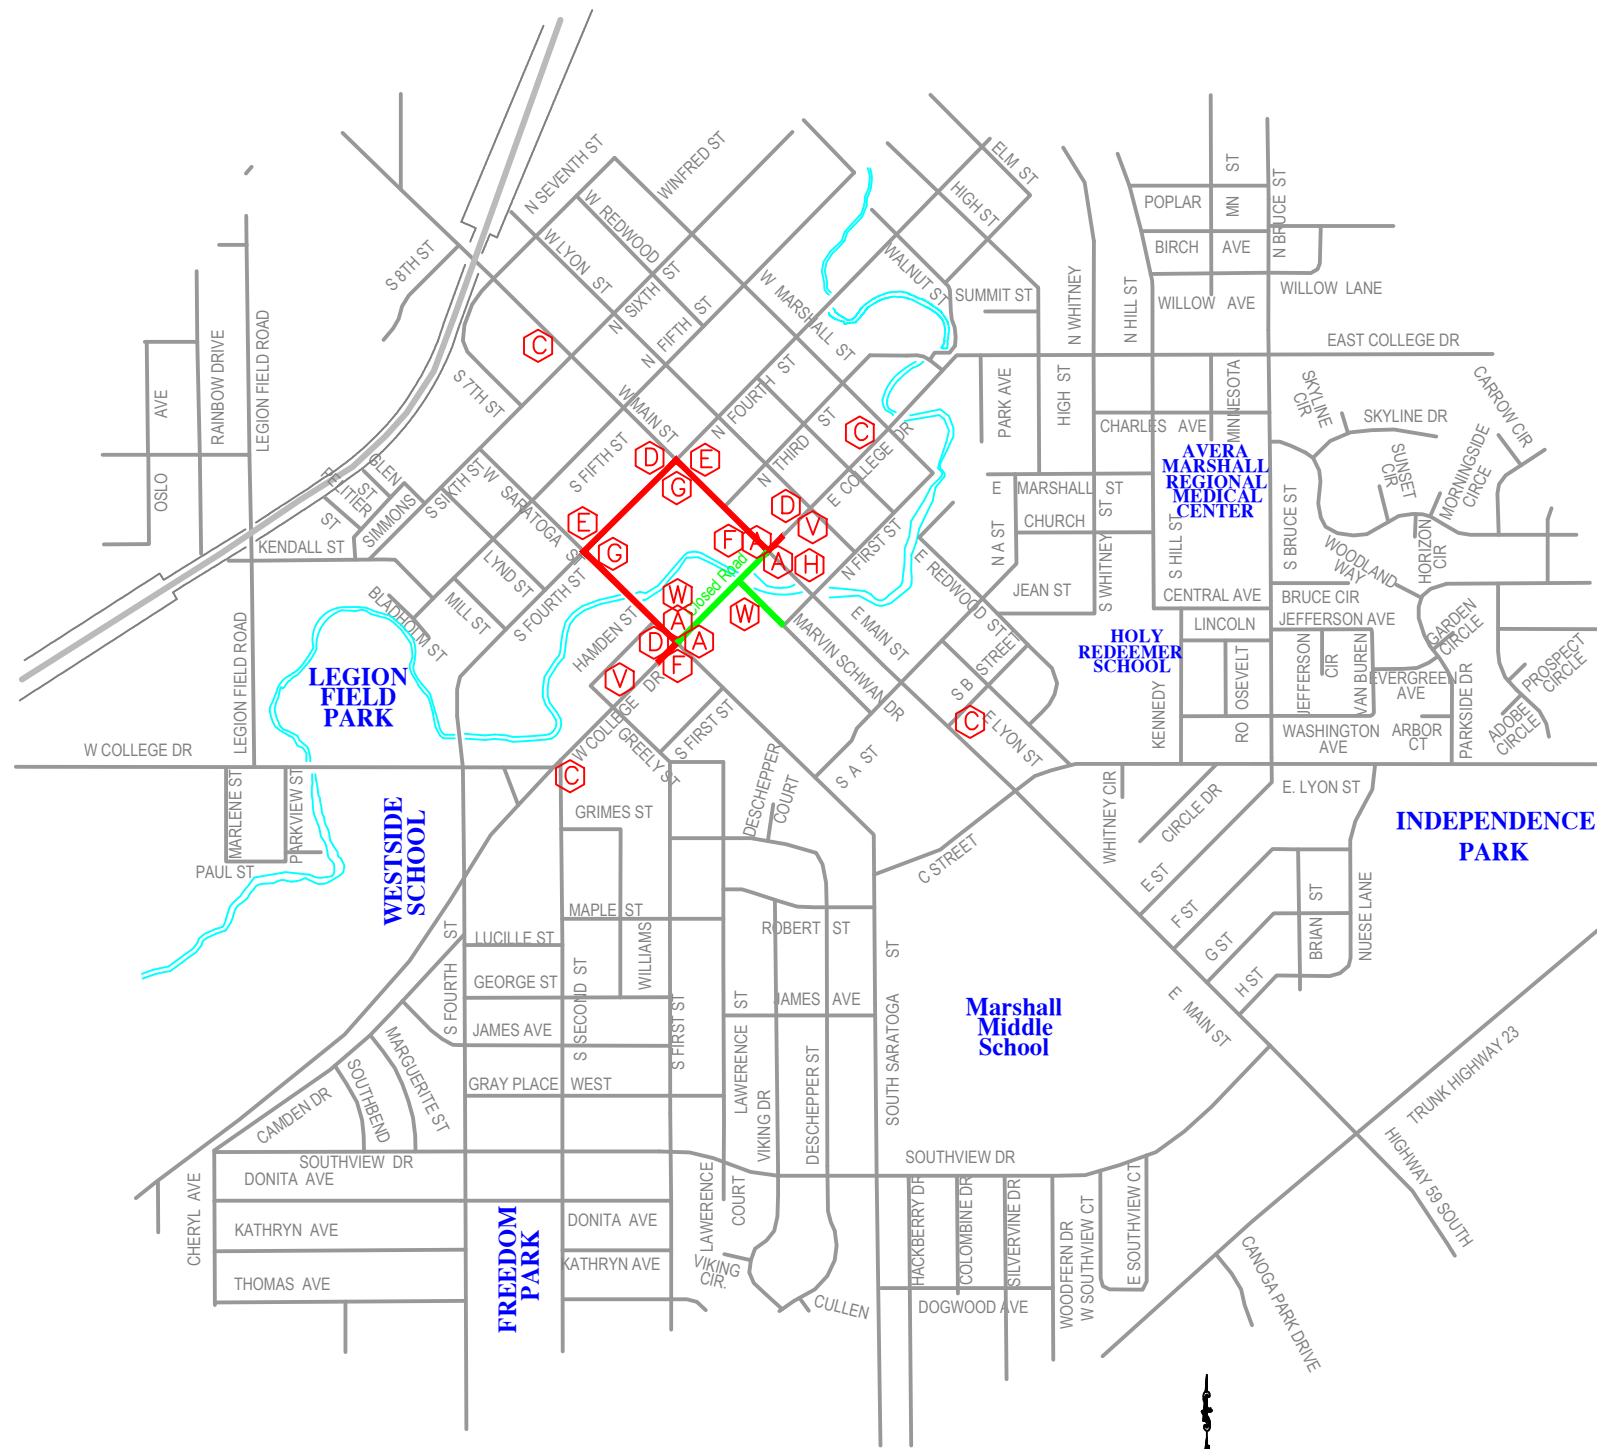 N SEVENTH ST
WINFRED ST
ELM ST
HIGH ST
W REDWOOD ST
W LYON ST
S 8TH ST
N SIXTH ST
N FIFTH ST
W MARSHALL ST
WALNUT ST
SUMMIT ST
N WHITNEY
N HILL ST
POPLAR
MN ST
BIRCH AVE
N BRUCE ST
WILLOW AVE
WILLOW LANE
EAST COLLEGE DR
OSLO AVE
RAINBOW DRIVE
LEGION FIELD ROAD
C
S 7TH ST
W MAIN ST
N FOURTH ST
N THIRD ST
C
E COLLEGE DR
PARK AVE
HIGH ST
CHARLES AVE
MINNESOTA
SKYLINE
CIR
SKYLINE DR
CARROW CIR
SUNSET
CIR
MORNINGSIDE
CIRCE
AVERA
MARSHALL
REGIONAL
MEDICAL
CENTER
GLEN ST
PELTIER ST
SIMMONS
KENDALL ST
S SIXTH ST
W SARATOGA ST
S FIFTH ST
D
E
G
E
G
D
V
F
A
A
H
E MARSHALL ST
CHURCH
N A ST
S WHITNEY ST
S HILL ST
S BRUCE ST
WOODLAND
WAY
HORIZON
CIR
LYND ST
MILL ST
BLADHOLM ST
S FOURTH ST
HAMDEN ST
Closed Road
N FIRST ST
E REDWOOD STREE
JEAN ST
CENTRAL AVE
BRUCE CIR
JEFFERSON AVE
LINCOLN
GARDEN
CIRCLE
W
W
A
D
A
F
V
MARVIN SCHWAN DR
E MAIN ST
S B STREE
E LYON ST
C
HOLY
REDEEMER
SCHOOL
KENNEDY
RO OSEVELT
JEFFERSON
CIR
VAN BUREN
EVERGREEN
AVE
PARKSIDE DR
PROSPECT
CIRCLE
ADOBE
CIRCLE
WASHINGTON
AVE
ARBOR
CT
LEGION
FIELD
PARK
LEGION FIELD ROAD
W COLLEGE DR
W COLLEGE DR
GREELY ST
S FIRST ST
S A ST
C
MARLENE ST
PARKVIEW ST
PAUL ST
WESTSIDE
SCHOOL
GRIMES ST
DESCHEPPER
COURT
C STREET
WHITNEY CIR
CIRCLE DR
E. LYON ST
INDEPENDENCE
PARK
E ST
F ST
G ST
H ST
BRIAN ST
NUESE LANE
MAPLE ST
ROBERT ST
LUCILLE ST
S FOURTH ST
GEORGE ST
WILLIAMS
S SECOND ST
JAMES AVE
JAMES AVE
S FIRST ST
LAWERENCE ST
SOUTH SARATOGA ST
Marshall
Middle
School
E MAIN ST
TRUNK HIGHWAY 23
HIGHWAY 59 SOUTH
MARGUERITE ST
SOUTHBEND
CAMDEN DR
GRAY PLACE WEST
VIKING DR
DESCHEPPER ST
SOUTHVIEW DR
SOUTHVIEW DR
DONITA AVE
CHERYL AVE
KATHRYN AVE
THOMAS AVE
FREEDOM
PARK
DONITA AVE
KATHRYN AVE
LAWERENCE
COURT
VIKING
CIR.
CULLEN
HACKBERRY DR
COLOMBINE DR
SILVERVINE DR
WOODFERN DR
W SOUTHVIEW CT
E SOUTHVIEW CT
DOGWOOD AVE
CANOGA PARK DRIVE